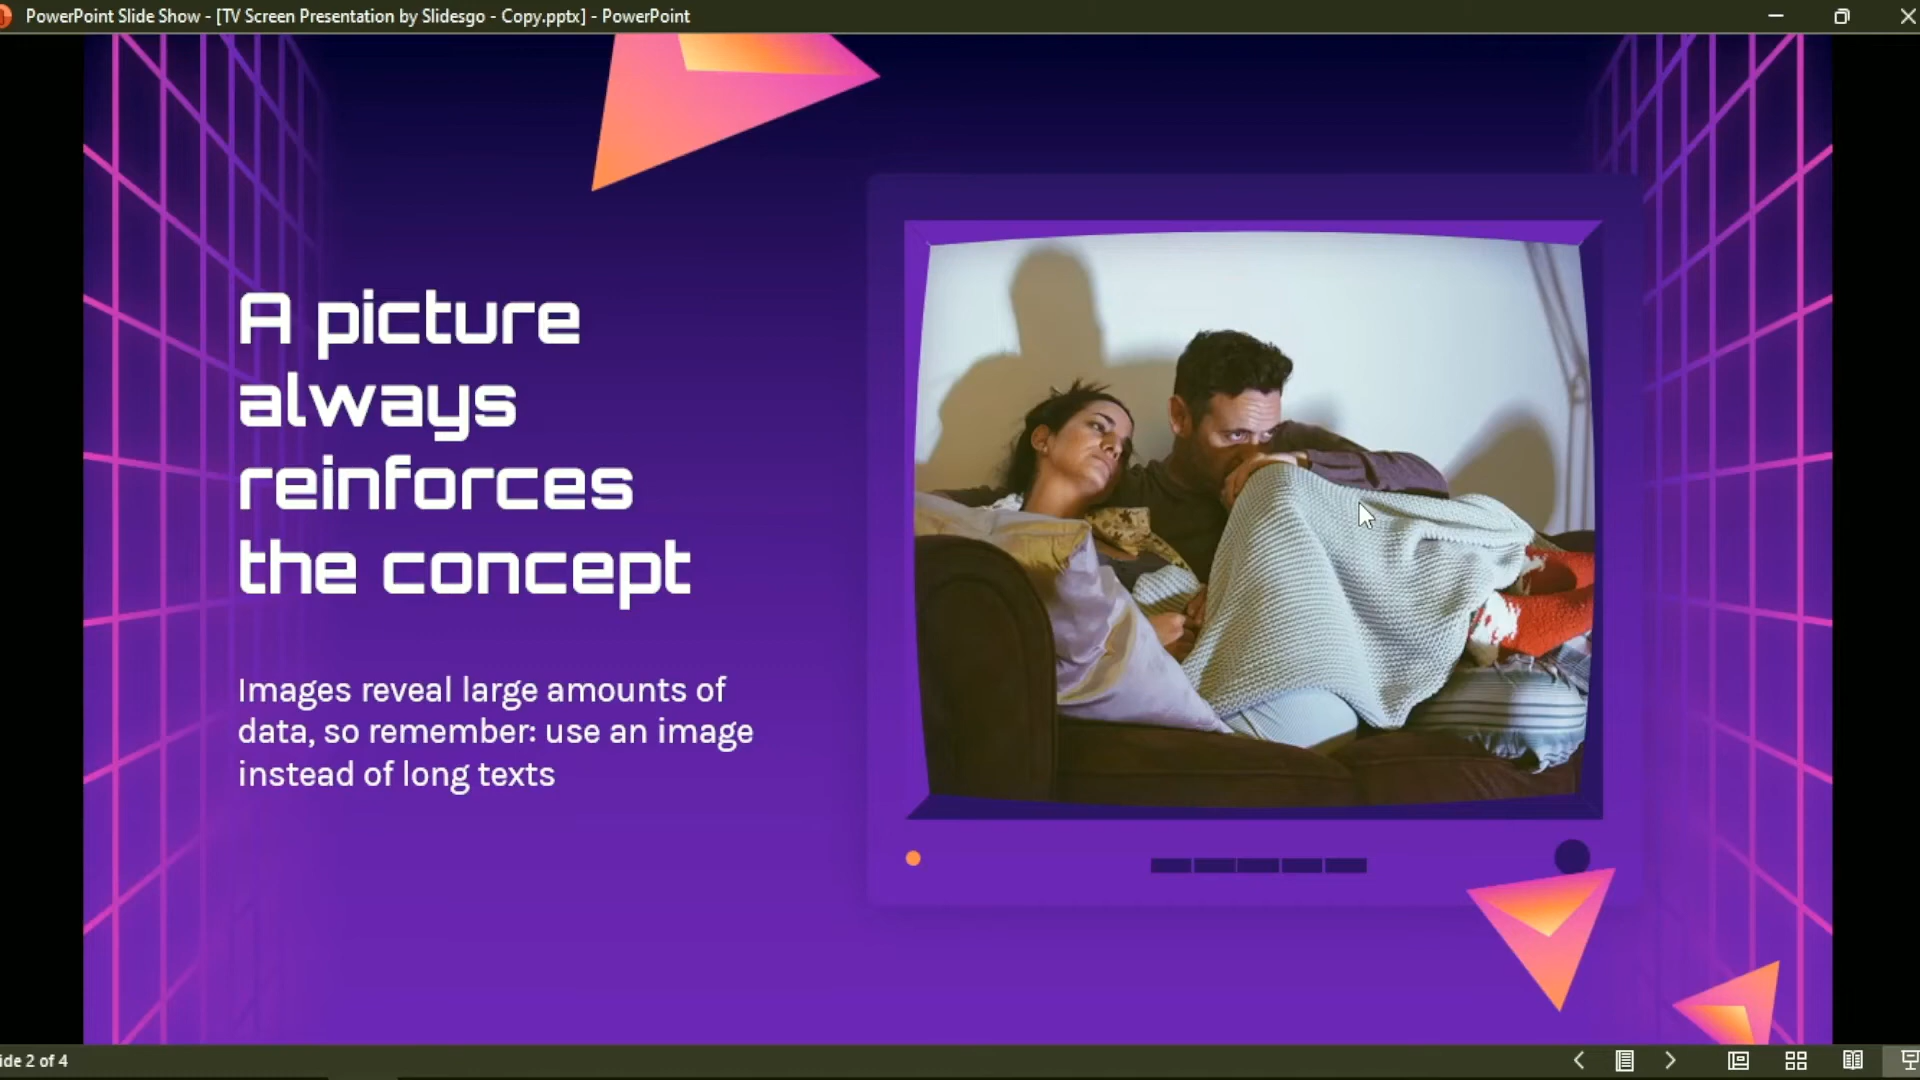 PowerPoint Slide Show - [TV Screen Presentation by Slidesgo - Copy.pptx] - PowerPoint
A picture
always
reinforces
the concept
Images reveal large amounts of
data, so remember: use an image
instead of long texts
ide 2 of 4